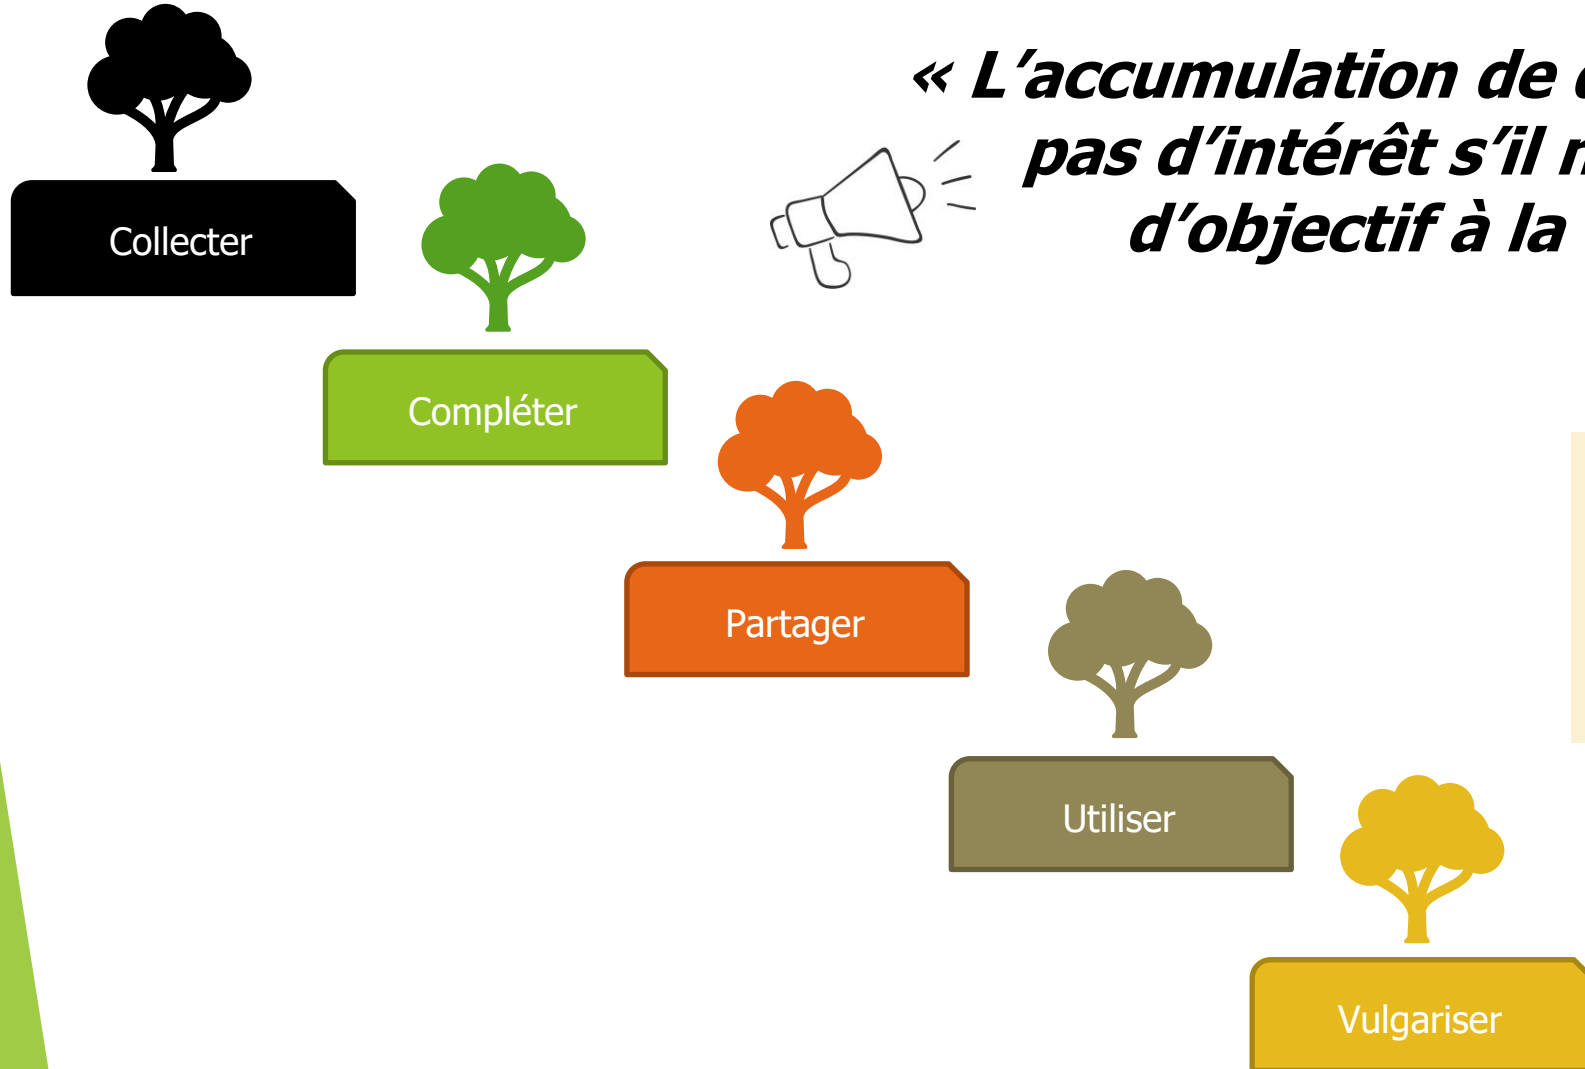 « L’accumulation de
pas d’intérêt s’il
d’objectif à la
Collecter
Compléter
Partager
Utiliser
Vulgariser